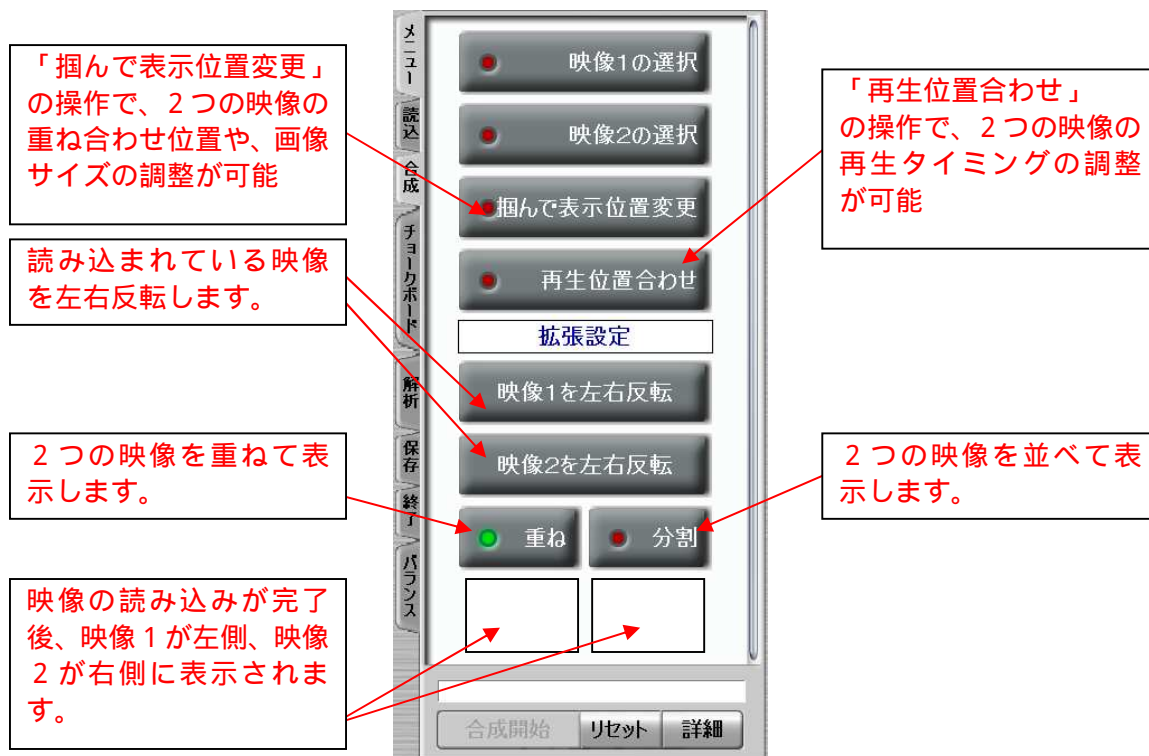 「掴んで表示位置変更」
の操作で、２つの映像の
重ね合わせ位置や、画像
サイズの調整が可能
読み込まれている映像
を左右反転します。
２つの映像を重ねて表
示します。
映像の読み込みが完了
後、映像１が左側、映像
２が右側に表示されま
す。
メニュー
読込
合成
チョークボード
解析
保存
終了
バランス
映像1の選択
映像2の選択
掴んで表示位置変更
再生位置合わせ
拡張設定
映像1を左右反転
映像2を左右反転
重ね
分割
合成開始
リセット
詳細
「再生位置合わせ」
の操作で、２つの映像の
再生タイミングの調整
が可能
２つの映像を並べて表
示します。